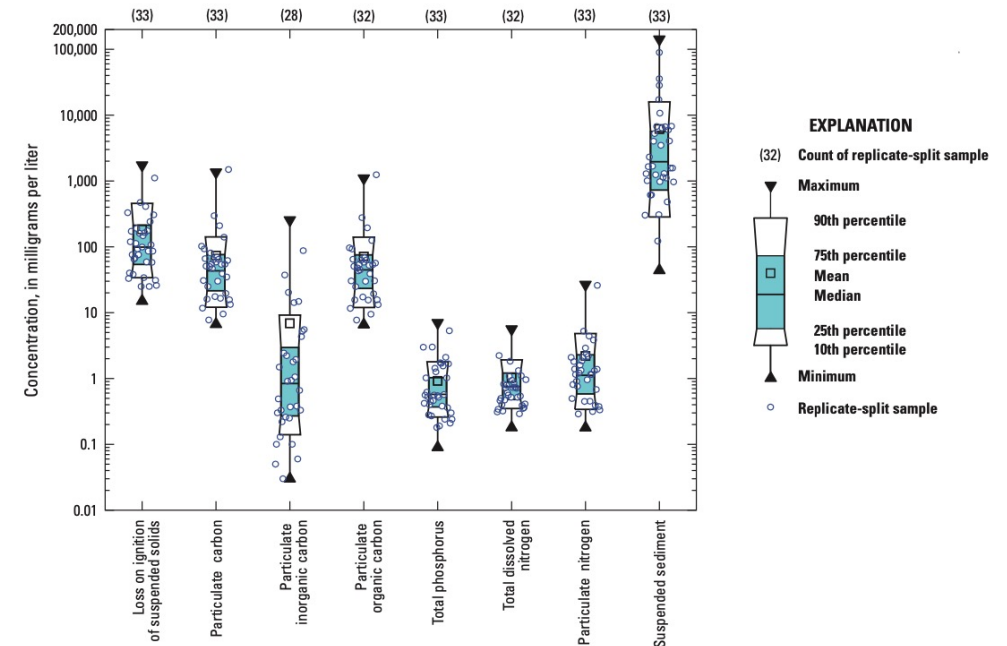 (33) (33) (28) (32) (33) (32) (33) (33)
200,000
100,000
10,000
1,000
100
10
1
0.1
0.01
Concentration, in milligrams per liter
Loss on ignition
of suspended solids
Particulate carbon
Particulate
inorganic carbon
Particulate
organic carbon
Total phosphorus
Total dissolved
nitrogen
Particulate nitrogen
Suspended sediment
EXPLANATION
(32) Count of replicate-split sample
Maximum
90th percentile
75th percentile
Mean
Median
25th percentile
10th percentile
Minimum
Replicate-split sample